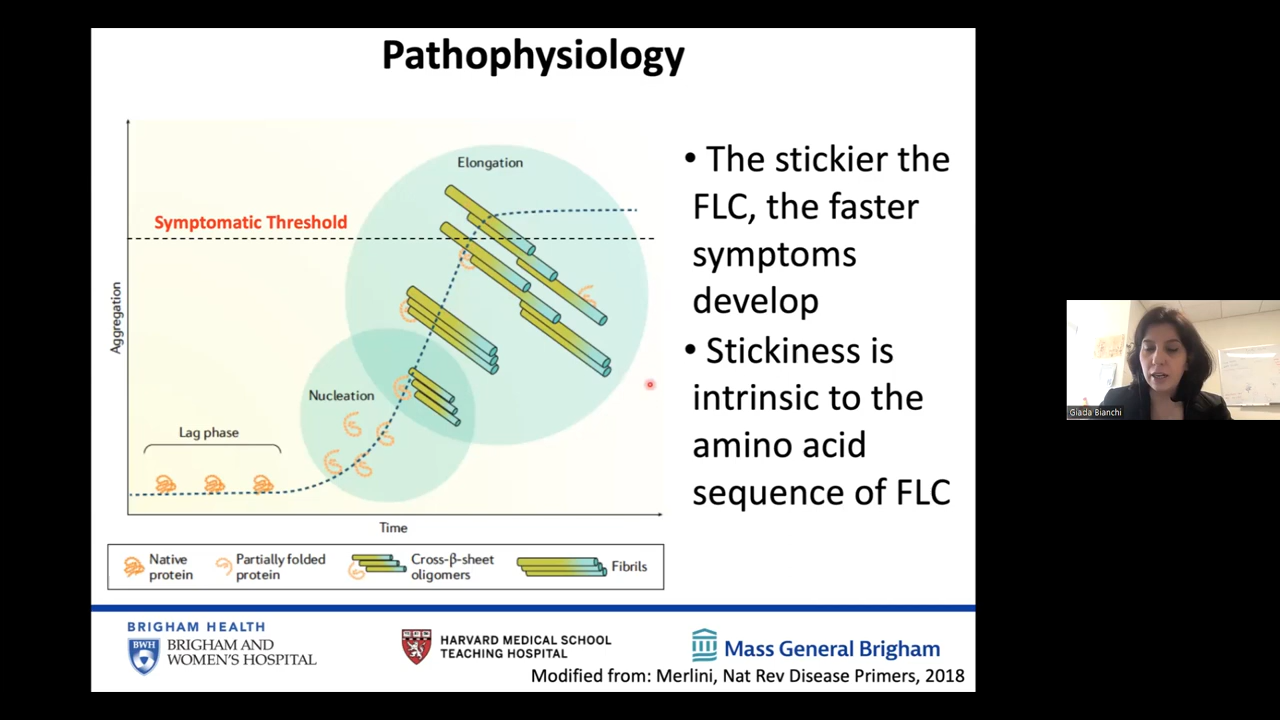 Pathophysiology
Elongation
Symptomatic Threshold
Aggregation
Nucleation
Lag phase
Time
Native
protein
Partially folded
protein
Cross-β-sheet
oligomers
Fibrils
• The stickier the
FLC, the faster
symptoms
develop
• Stickiness is
intrinsic to the
amino acid
sequence of FLC
BRIGHAM HEALTH
BWH
BRIGHAM AND
WOMEN'S HOSPITAL
HARVARD MEDICAL SCHOOL
TEACHING HOSPITAL
Mass General Brigham
Modified from: Merlini, Nat Rev Disease Primers, 2018
Giada Bianchi